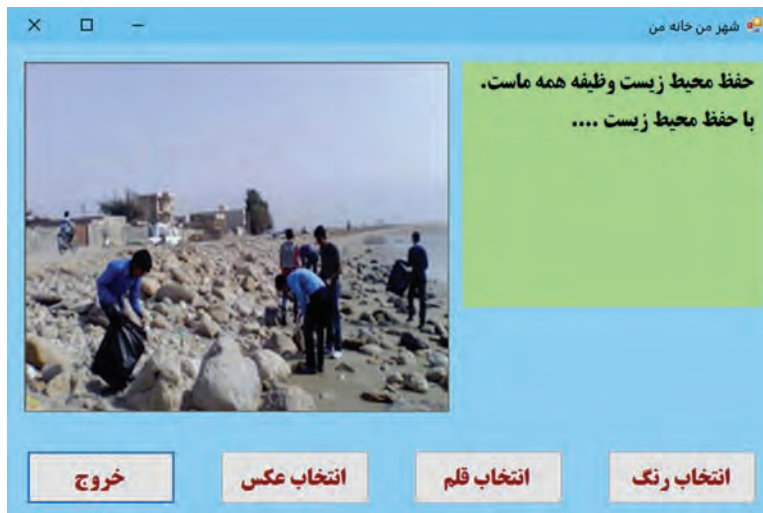 شهر من خانه من
حفظ محیط زیست وظیفه همه ماست.
با حفظ محیط زیست ....
انتخاب رنگ
انتخاب قلم
انتخاب عکس
خروج